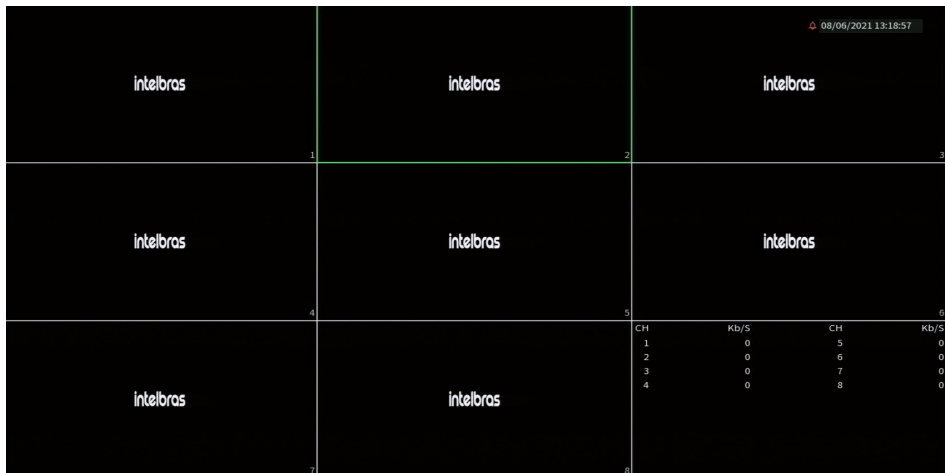 08/06/2021 13:18:57
intelbras intelbras intelbras
1 2 3
intelbras intelbras intelbras
4 5 6
CH Kb/S CH Kb/S
1 0 5 0
2 0 6 0
3 0 7 0
4 0 8 0
intelbras intelbras
7 8